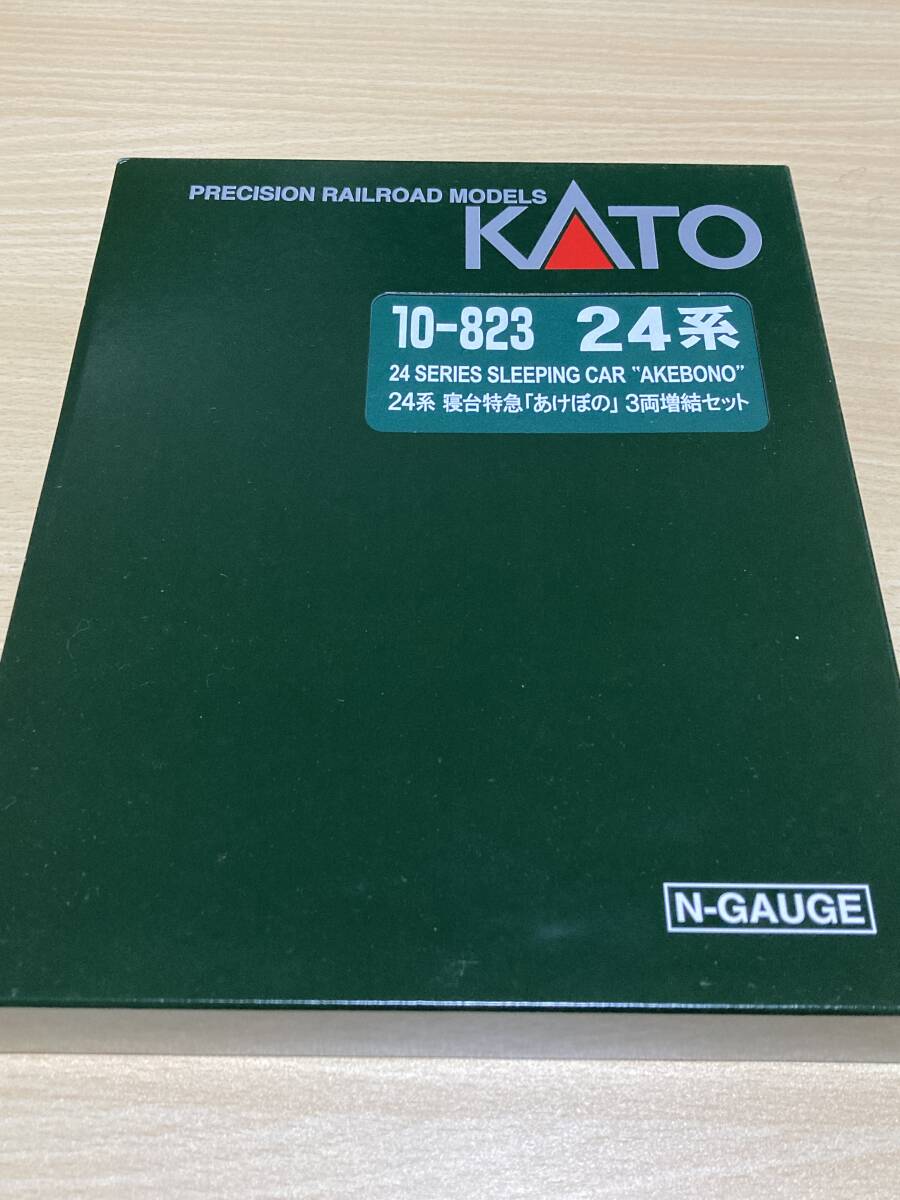 PRECISION RAILROAD MODELS
KATO
10-823 24系
24 SERIES SLEEPING CAR "AKEBONO"
24系 寝台特急「あけぼの」 3両増結セット
N-GAUGE